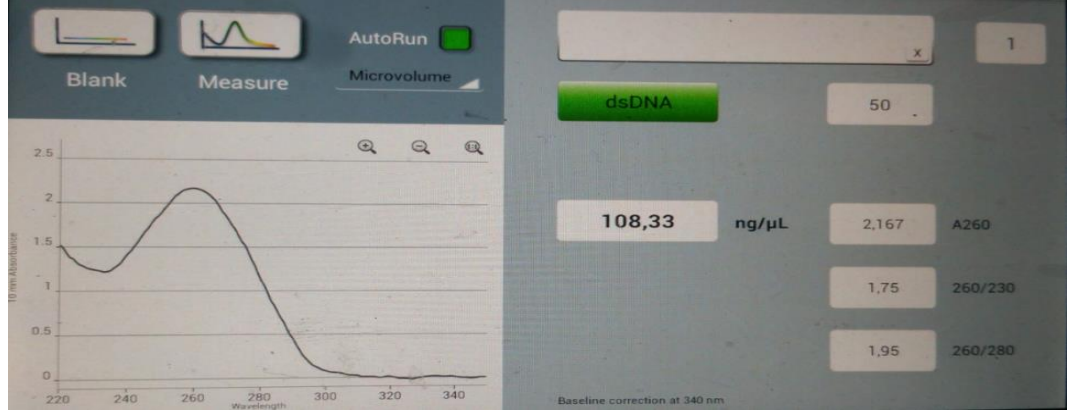 Blank
Measure
AutoRun
Microvolume
2.5
2
1.5
1
0.5
0
10 mm Absorbance
220 240 260 280 300 320 340
Wavelength
x
1
dsDNA
50
108,33 ng/µL
2,167 A260
1,75 260/230
1,95 260/280
Baseline correction at 340 nm